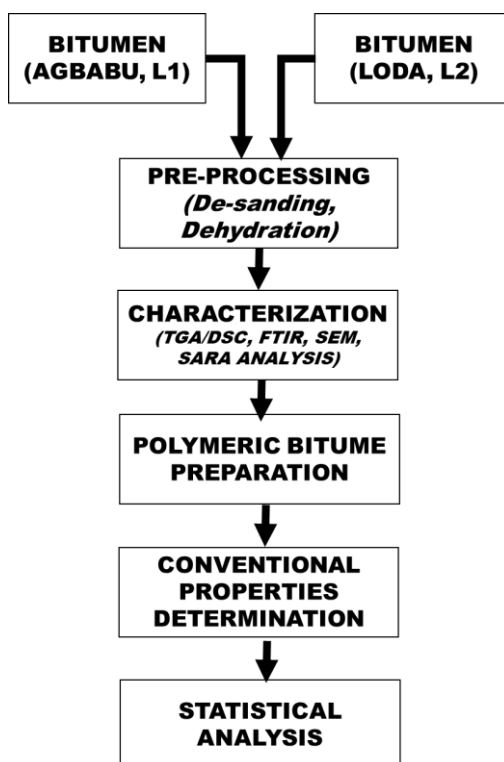 BITUMEN
(AGBABU, L1)
BITUMEN
(LODA, L2)
PRE-PROCESSING
(De-sanding,
Dehydration)
CHARACTERIZATION
(TGA/DSC, FTIR, SEM,
SARA ANALYSIS)
POLYMERIC BITUME
PREPARATION
CONVENTIONAL
PROPERTIES
DETERMINATION
STATISTICAL
ANALYSIS